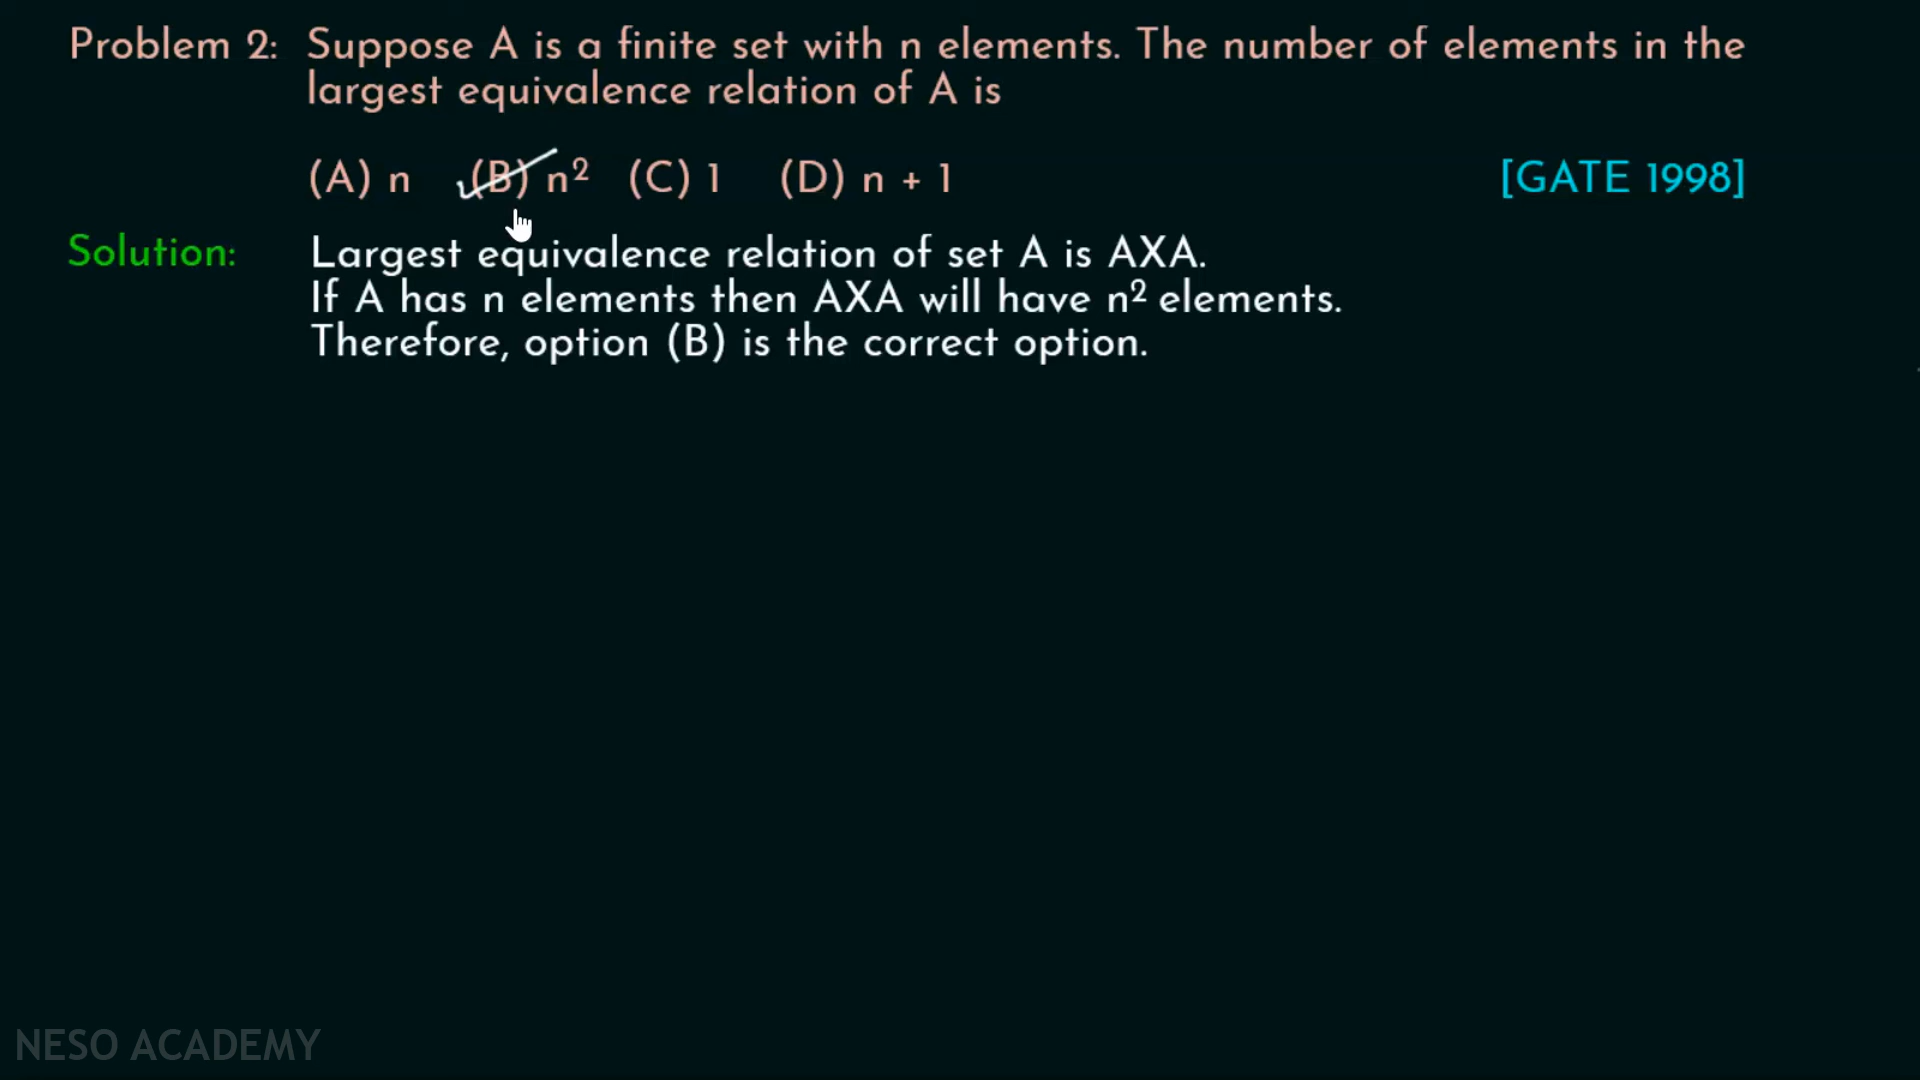 Problem 2: Suppose A is a finite set with n elements. The number of elements in the
largest equivalence relation of A is
(A) n (B) n² (C) 1 (D) n + 1 [GATE 1998]
Solution: Largest equivalence relation of set A is AXA.
If A has n elements then AXA will have n² elements.
Therefore, option (B) is the correct option.
NESO ACADEMY